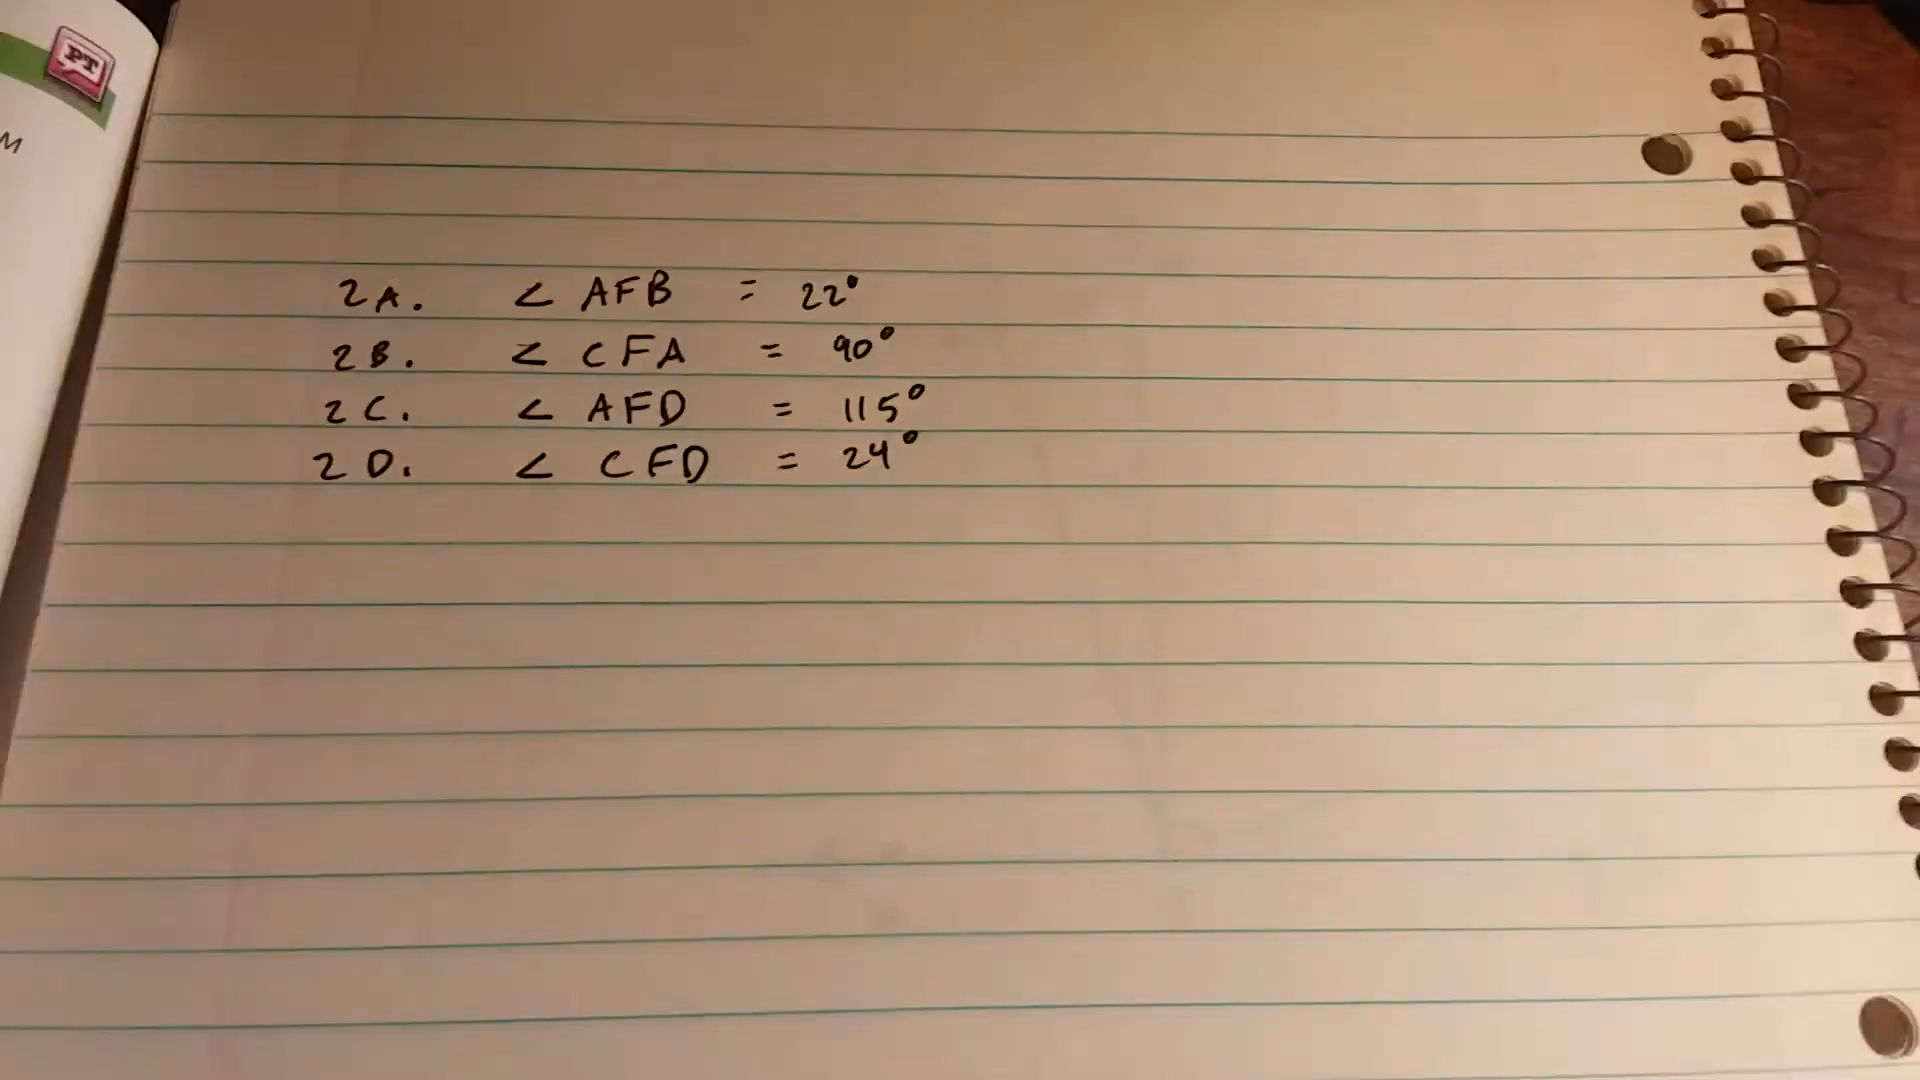 PT
M
2A. < AFB = 22°
2B. < CFA = 90°
2C. < AFD = 115°
2D. < CFD = 24°